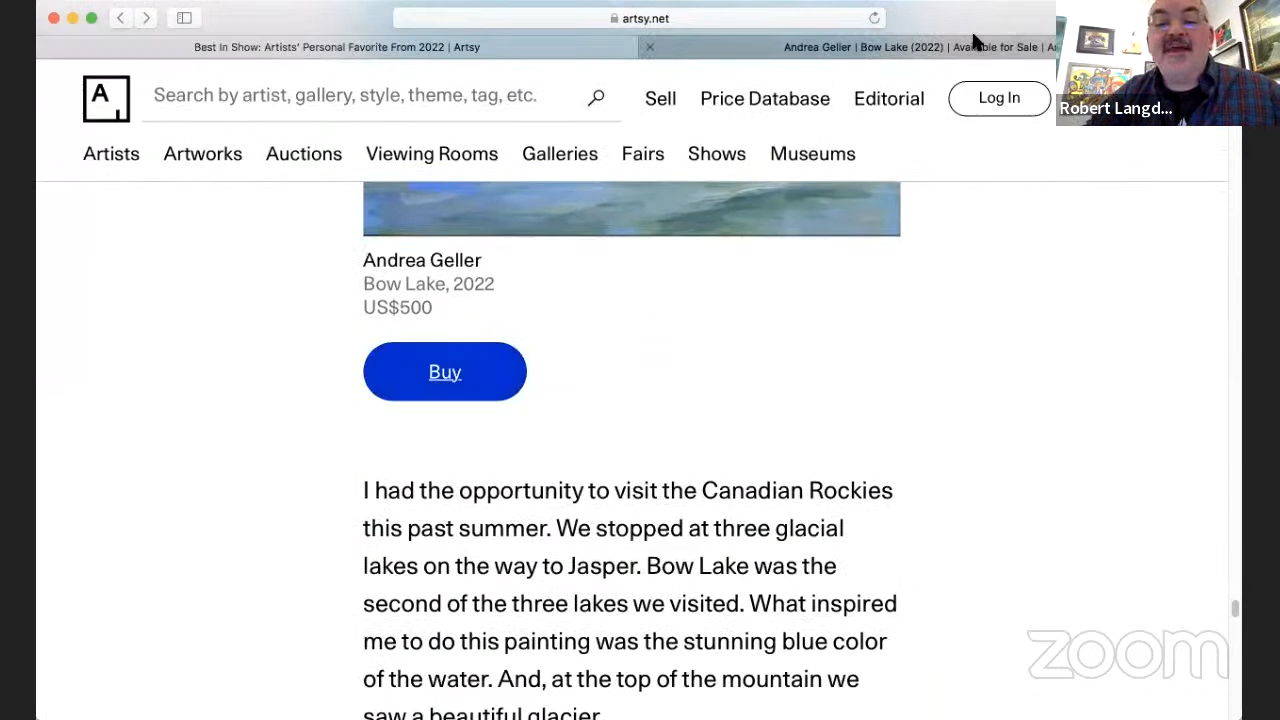 artsy.net
Best In Show: Artists' Personal Favorite From 2022 | Artsy
Andrea Geller | Bow Lake (2022) | Available for Sale | A
Robert Langd...
A
Search by artist, gallery, style, theme, tag, etc.
Sell Price Database Editorial Log In
Artists Artworks Auctions Viewing Rooms Galleries Fairs Shows Museums
Andrea Geller
Bow Lake, 2022
US$500
Buy
I had the opportunity to visit the Canadian Rockies
this past summer. We stopped at three glacial
lakes on the way to Jasper. Bow Lake was the
second of the three lakes we visited. What inspired
me to do this painting was the stunning blue color
of the water. And, at the top of the mountain we
saw a beautiful glacier.
zoom